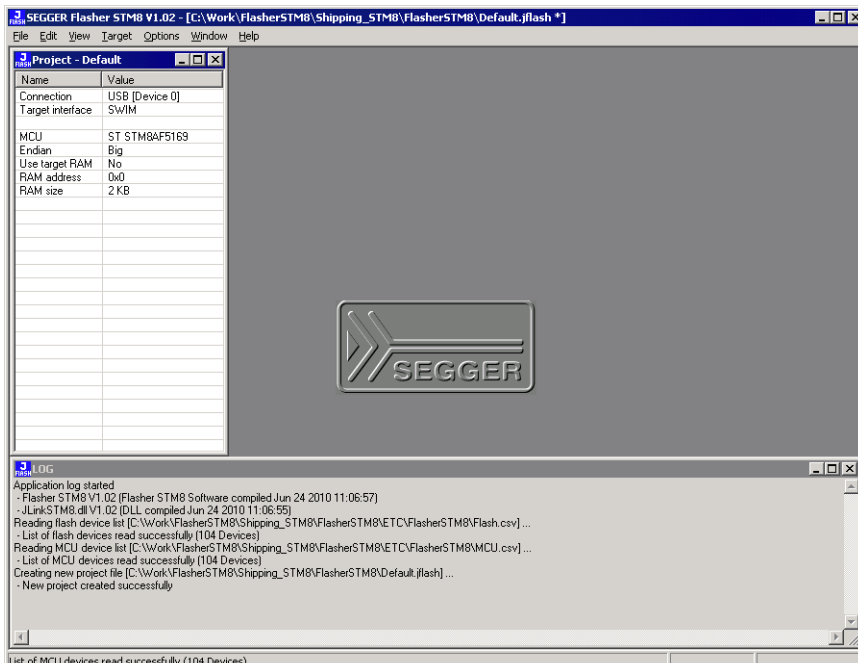 SEGGER Flasher STM8 V1.02 - [C:\Work\FlasherSTM8\Shipping_STM8\FlasherSTM8\Default.jflash *]
File Edit View Target Options Window Help
Project - Default
Name Value
Connection USB [Device 0]
Target interface SWIM
MCU ST STM8AF5169
Endian Big
Use target RAM No
RAM address 0x0
RAM size 2 KB
SEGGER
LOG
Application log started
- Flasher STM8 V1.02 (Flasher STM8 Software compiled Jun 24 2010 11:06:57)
- JLinkSTM8.dll V1.02 (DLL compiled Jun 24 2010 11:06:55)
Reading flash device list [C:\Work\FlasherSTM8\Shipping_STM8\FlasherSTM8\ETC\FlasherSTM8\Flash.csv] ...
- List of flash devices read successfully (104 Devices)
Reading MCU device list [C:\Work\FlasherSTM8\Shipping_STM8\FlasherSTM8\ETC\FlasherSTM8\MCU.csv] ...
- List of MCU devices read successfully (104 Devices)
Creating new project file [C:\Work\FlasherSTM8\Shipping_STM8\FlasherSTM8\Default.jflash] ...
- New project created successfully
List of MCU devices read successfully (104 Devices)